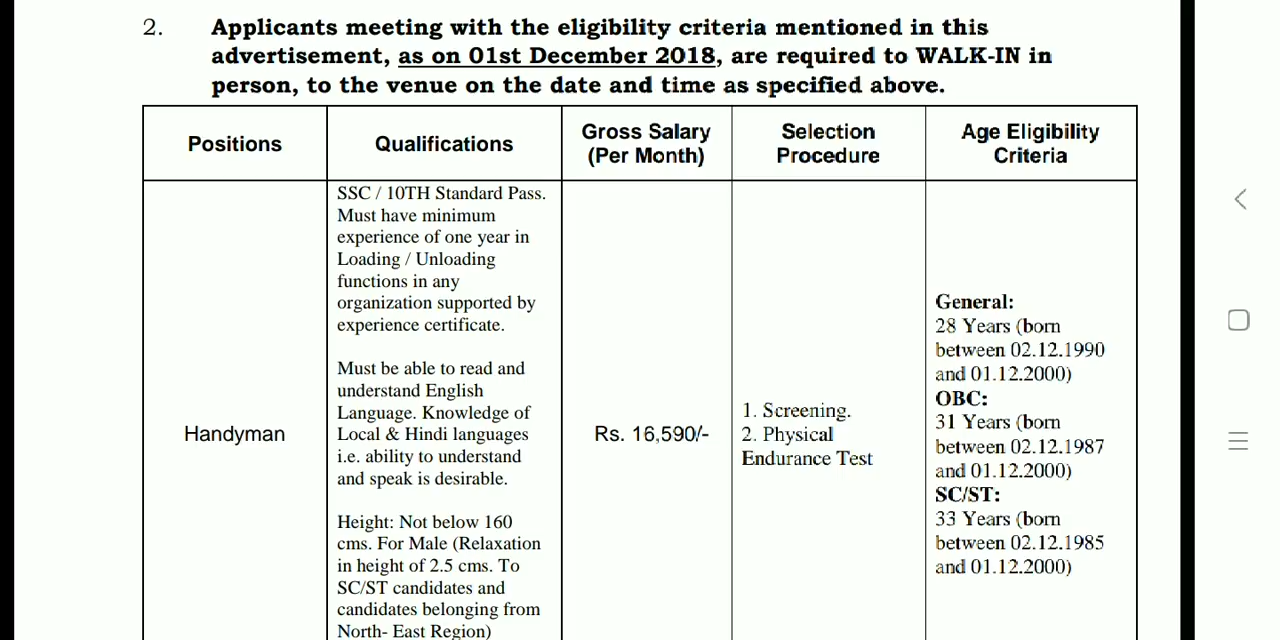 2. Applicants meeting with the eligibility criteria mentioned in this
advertisement, as on 01st December 2018, are required to WALK-IN in
person, to the venue on the date and time as specified above.
Positions
Qualifications
Gross Salary
(Per Month)
Selection
Procedure
Age Eligibility
Criteria
Handyman
SSC / 10TH Standard Pass.
Must have minimum
experience of one year in
Loading / Unloading
functions in any
organization supported by
experience certificate.
Must be able to read and
understand English
Language. Knowledge of
Local & Hindi languages
i.e. ability to understand
and speak is desirable.
Height: Not below 160
cms. For Male (Relaxation
in height of 2.5 cms. To
SC/ST candidates and
candidates belonging from
North- East Region)
Rs. 16,590/-
1. Screening.
2. Physical
Endurance Test
General:
28 Years (born
between 02.12.1990
and 01.12.2000)
OBC:
31 Years (born
between 02.12.1987
and 01.12.2000)
SC/ST:
33 Years (born
between 02.12.1985
and 01.12.2000)